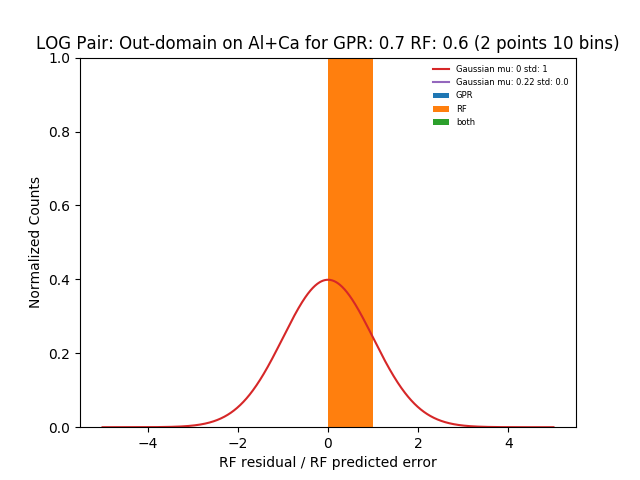 LOG Pair: Out-domain on Al+Ca for GPR: 0.7 RF: 0.6 (2 points 10 bins)
1.0
0.8
0.6
0.4
0.2
0.0
Normalized Counts
Gaussian mu: 0 std: 1
Gaussian mu: 0.22 std: 0.0
GPR
RF
both
−4
−2
0
2
4
RF residual / RF predicted error